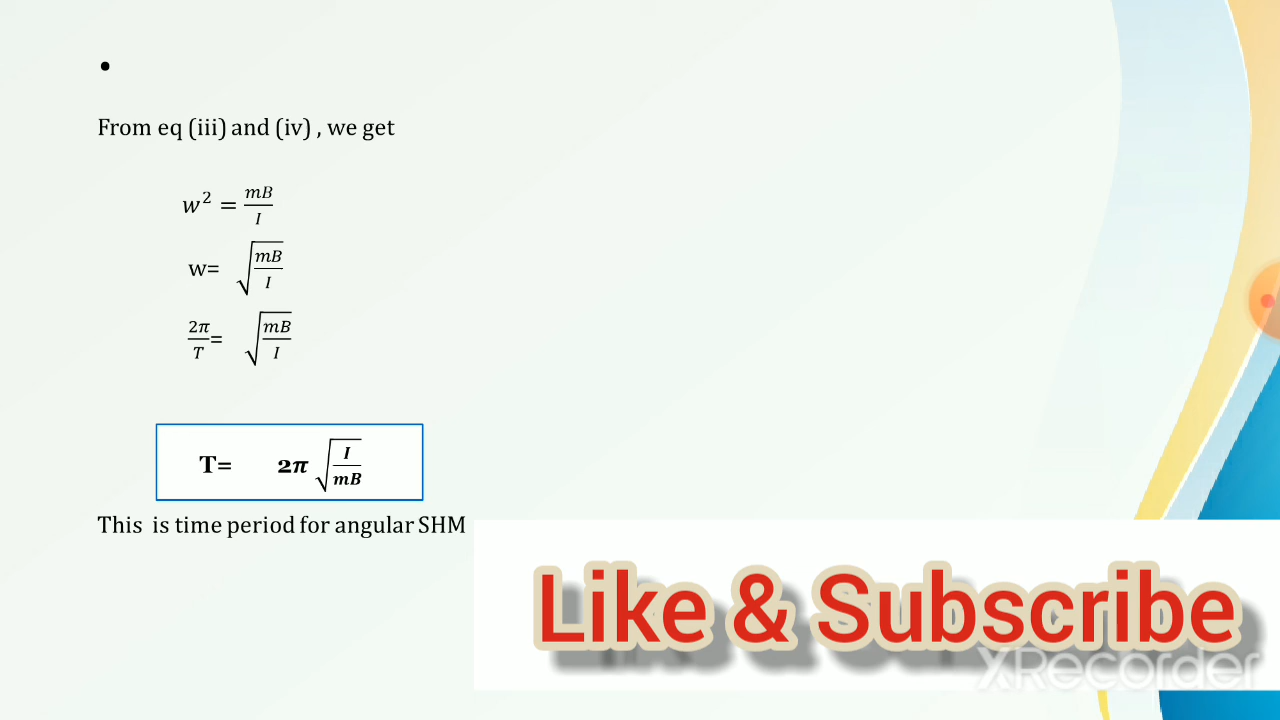 •
From eq (iii) and (iv) , we get
w² = mB/I
w= √(mB/I)
2π/T= √(mB/I)
T= 2π √(I/mB)
This is time period for angular SHM
Like & Subscribe
XRecorder